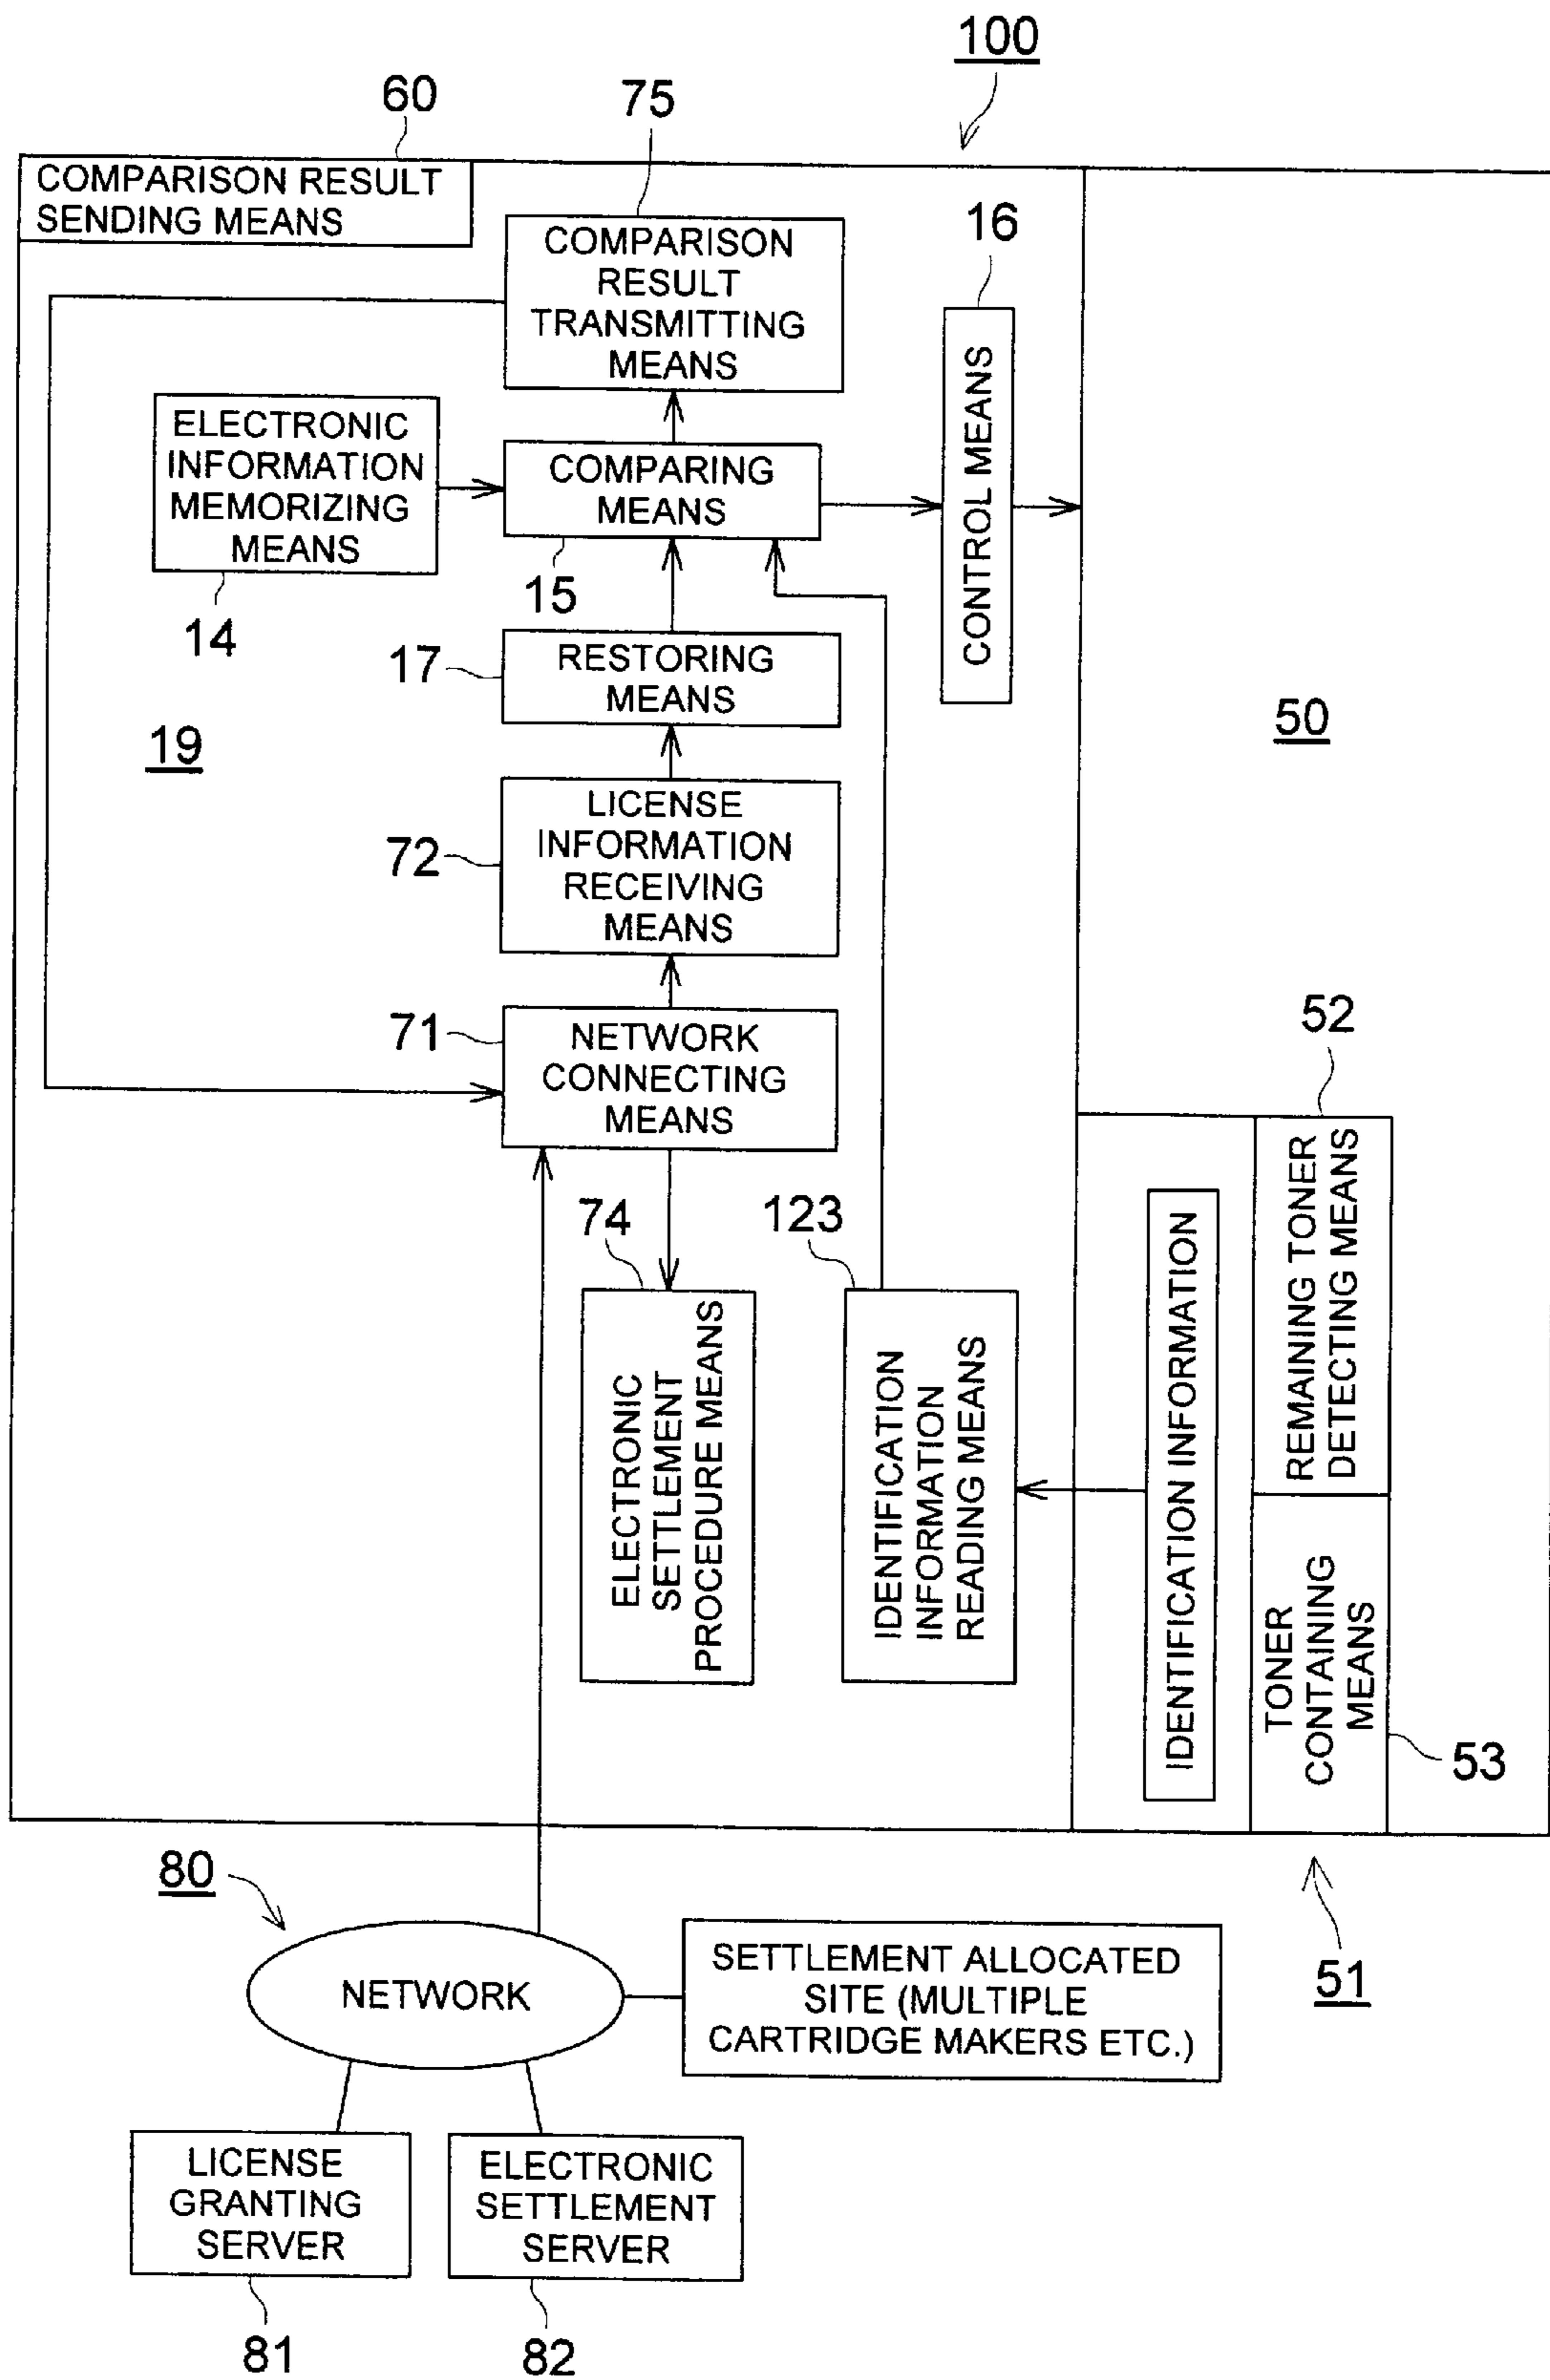 100
60
75
COMPARISON RESULT
SENDING MEANS
COMPARISON
RESULT
TRANSMITTING
MEANS
16
CONTROL MEANS
ELECTRONIC
INFORMATION
MEMORIZING
MEANS
14
COMPARING
MEANS
15
17
RESTORING
MEANS
19
50
72
LICENSE
INFORMATION
RECEIVING
MEANS
71
NETWORK
CONNECTING
MEANS
52
74
123
ELECTRONIC
SETTLEMENT
PROCEDURE MEANS
IDENTIFICATION
INFORMATION
READING MEANS
IDENTIFICATION INFORMATION
REMAINING TONER
DETECTING MEANS
TONER
CONTAINING
MEANS
53
51
80
NETWORK
SETTLEMENT ALLOCATED
SITE (MULTIPLE
CARTRIDGE MAKERS ETC.)
LICENSE
GRANTING
SERVER
81
ELECTRONIC
SETTLEMENT
SERVER
82